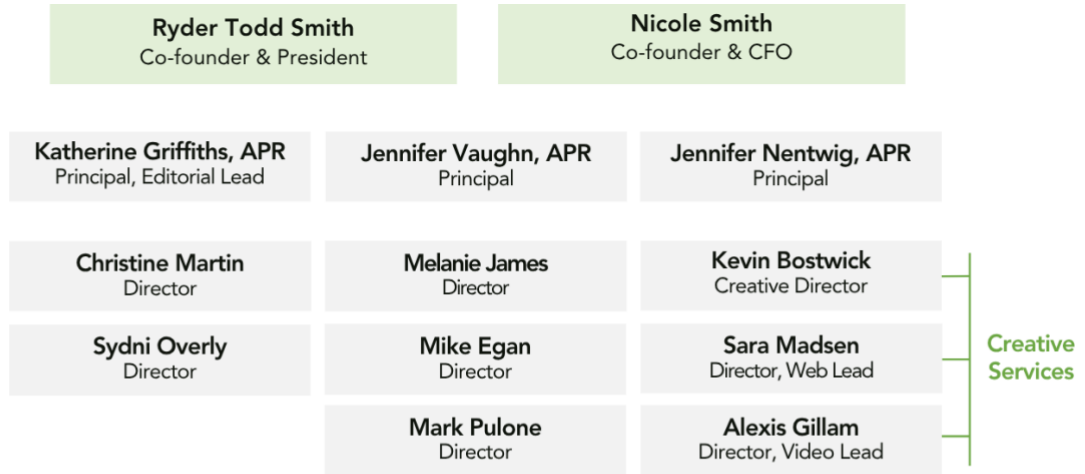 Ryder Todd Smith
Co-founder & President
Nicole Smith
Co-founder & CFO
Katherine Griffiths, APR
Principal, Editorial Lead
Jennifer Vaughn, APR
Principal
Jennifer Nentwig, APR
Principal
Christine Martin
Director
Melanie James
Director
Kevin Bostwick
Creative Director
Sydni Overly
Director
Mike Egan
Director
Sara Madsen
Director, Web Lead
Mark Pulone
Director
Alexis Gillam
Director, Video Lead
Creative
Services